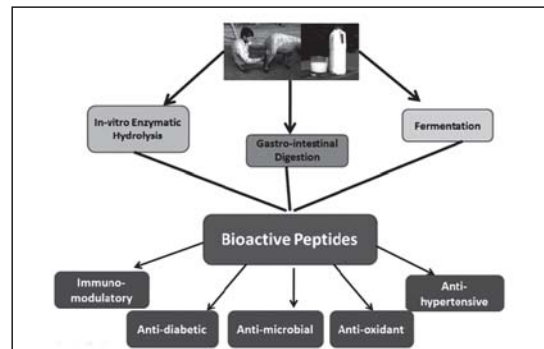 In-vitro Enzymatic
Hydrolysis
Gastro-intestinal
Digestion
Fermentation
Bioactive Peptides
Immuno-
modulatory
Anti-diabetic
Anti-microbial
Anti-oxidant
Anti-
hypertensive